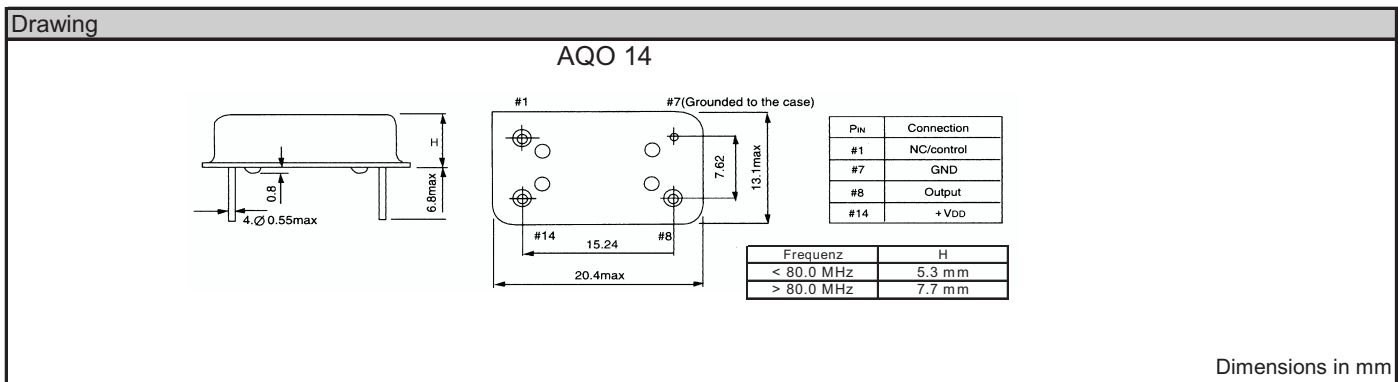 Drawing
AQO 14
#1
#7(Grounded to the case)
H
0.8
6.8max
4.Ø 0.55max
7.62
13.1max
#14
#8
15.24
20.4max
PIN Connection
#1 NC/control
#7 GND
#8 Output
#14 +VDD
Frequenz H
< 80.0 MHz 5.3 mm
> 80.0 MHz 7.7 mm
Dimensions in mm